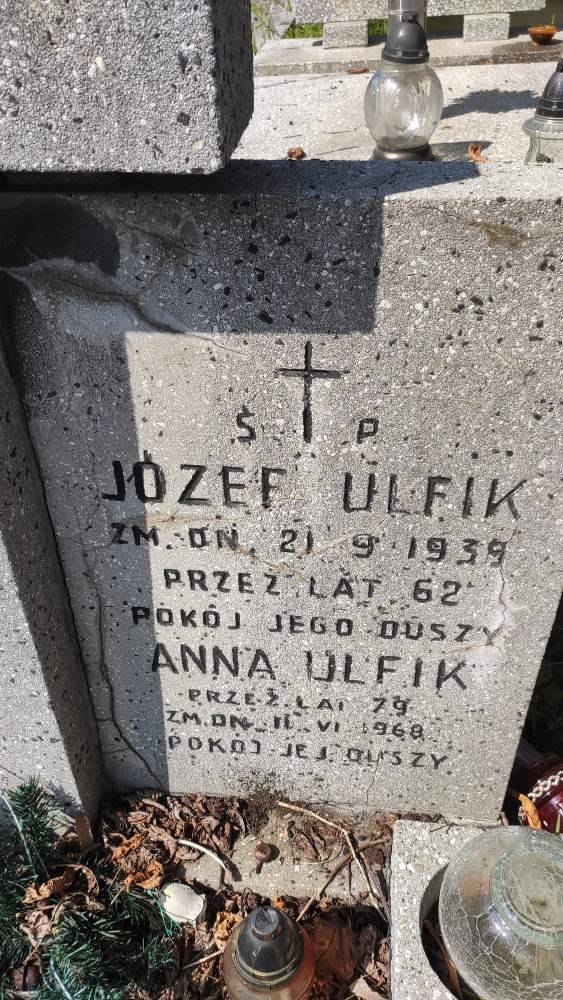 Ś P
JÓZEF ULFIK
ZM. DN. 21 9 1939
PRZEŻ. LAT 62
POKÓJ JEGO DUSZY
ANNA ULFIK
PRZEŻ. LAT 79
ZM. DN. 11 VI 1968
POKÓJ JEJ DUSZY